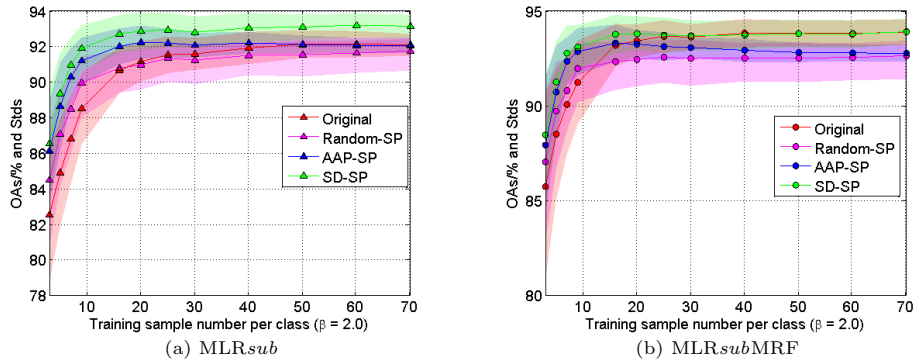 94
92
90
88
86
84
82
80
78
OAs/% and Stds
10 20 30 40 50 60 70
Training sample number per class (β = 2.0)
Original
Random-SP
AAP-SP
SD-SP
(a) MLRsub
95
90
85
80
OAs/% and Stds
10 20 30 40 50 60 70
Training sample number per class (β = 2.0)
Original
Random-SP
AAP-SP
SD-SP
(b) MLRsubMRF